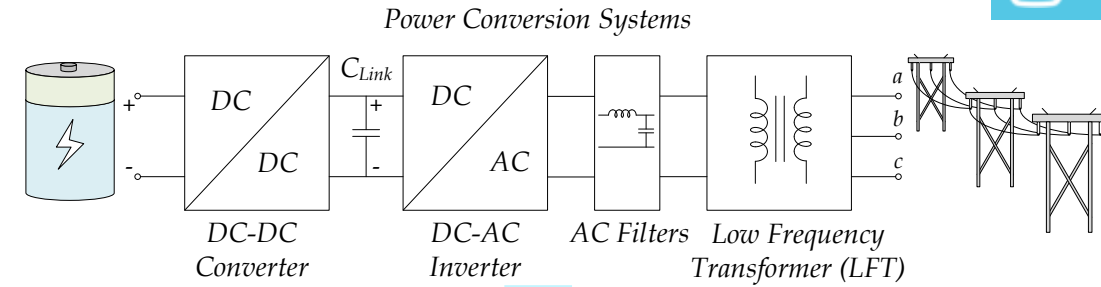 Power Conversion Systems
C_Link
+
-
DC
DC
+
-
DC
AC
a
b
c
DC-DC
Converter
DC-AC
Inverter
AC Filters
Low Frequency
Transformer (LFT)